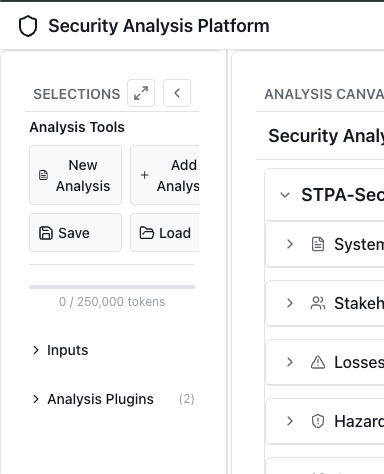 Security Analysis Platform
SELECTIONS
Analysis Tools
New
Analysis
Add
Analys
Save
Load
0 / 250,000 tokens
Inputs
Analysis Plugins (2)
ANALYSIS CANVA
Security Analy
STPA-Sec
System
Stakeh
Losses
Hazard